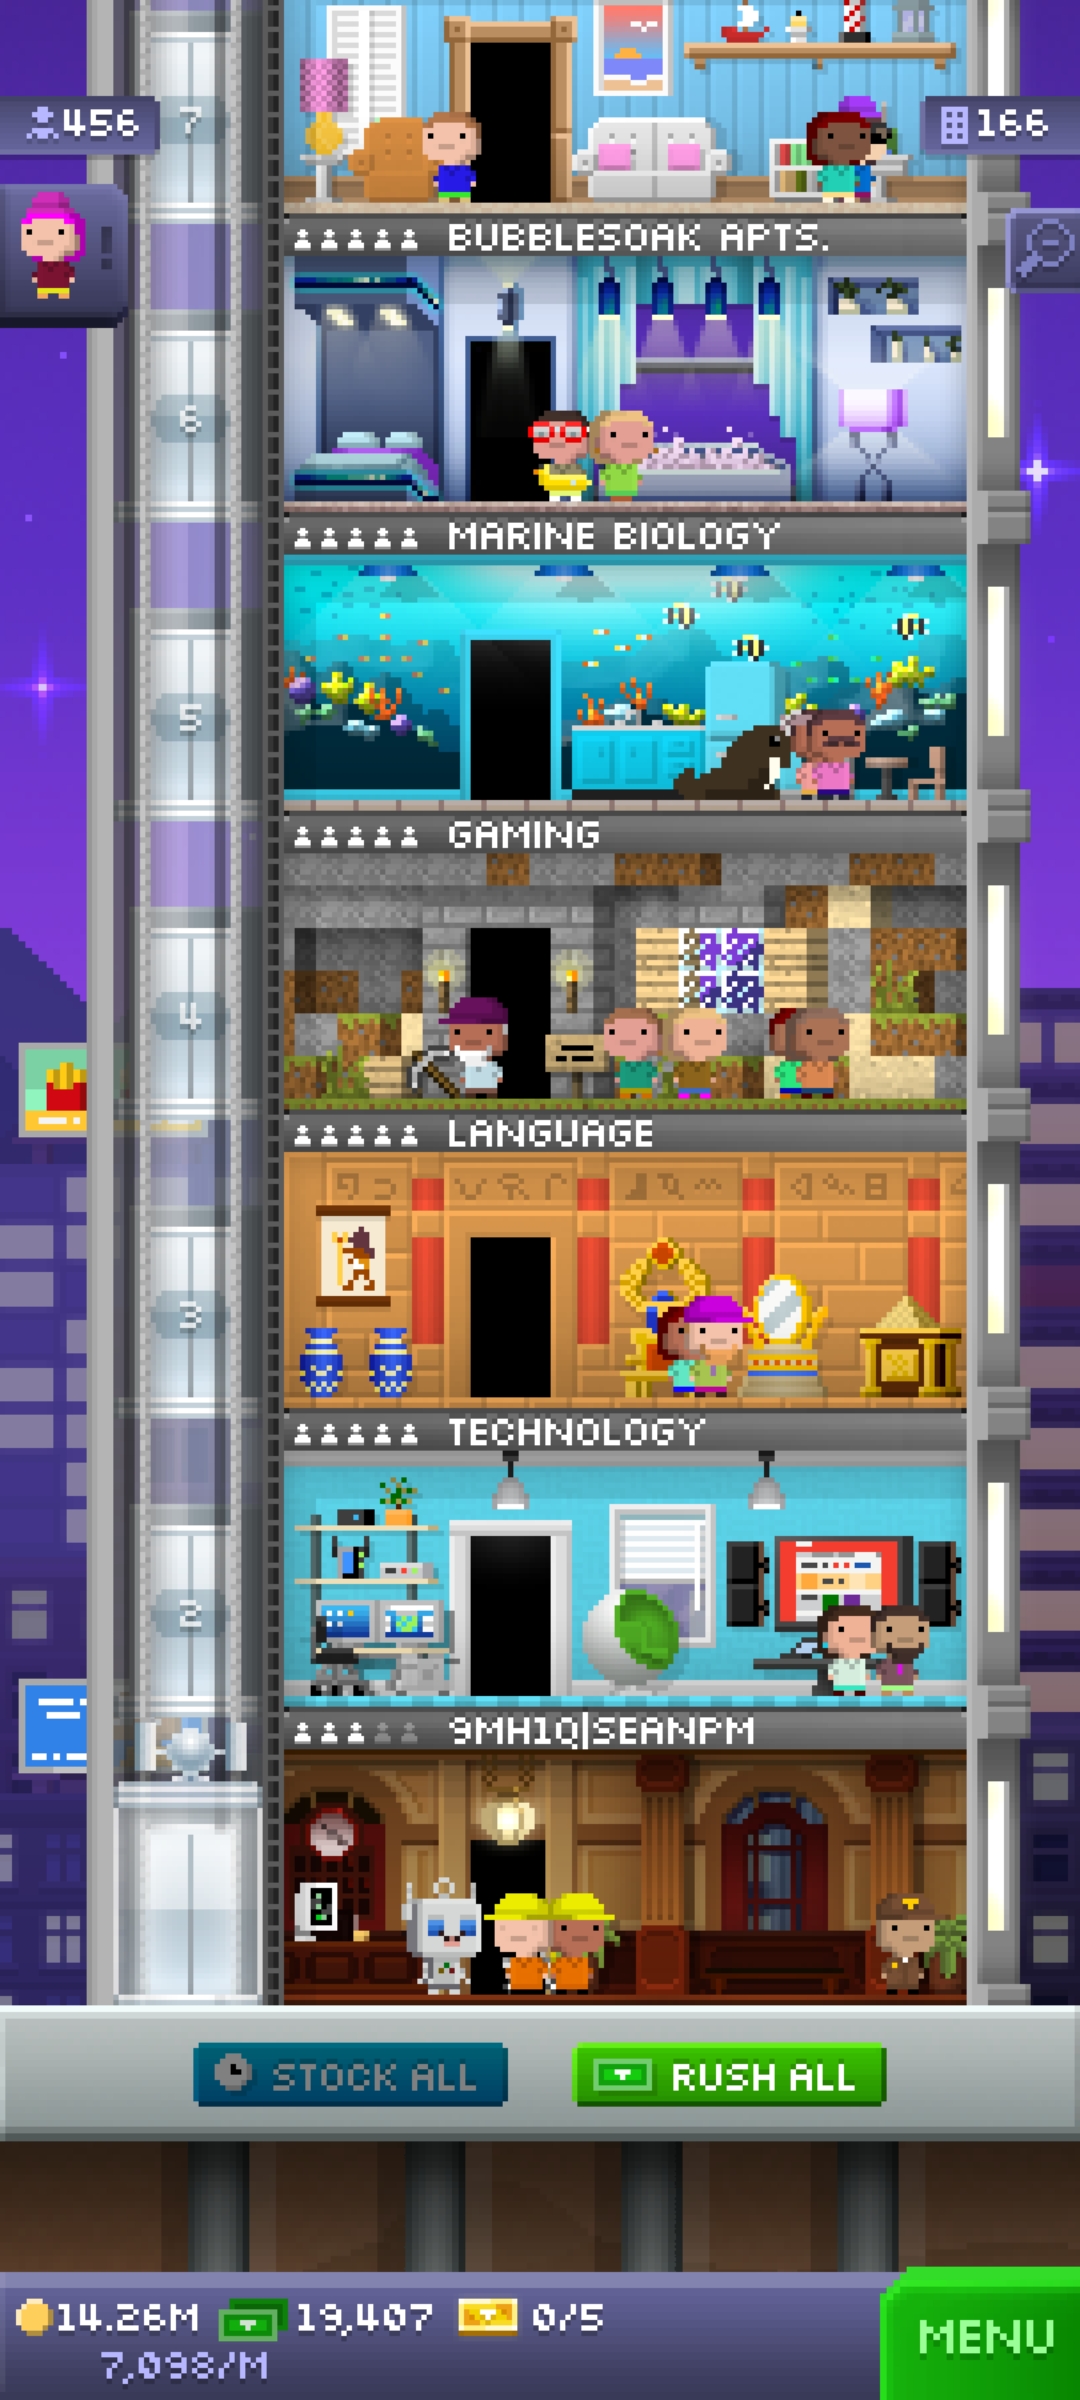 7
456
166
BUBBLESOAK APTS.
6
MARINE BIOLOGY
5
GAMING
4
LANGUAGE
3
TECHNOLOGY
2
9MH1Q|SEANPM
STOCK ALL
RUSH ALL
14.26M
19,407
0/5
7,098/M
MENU